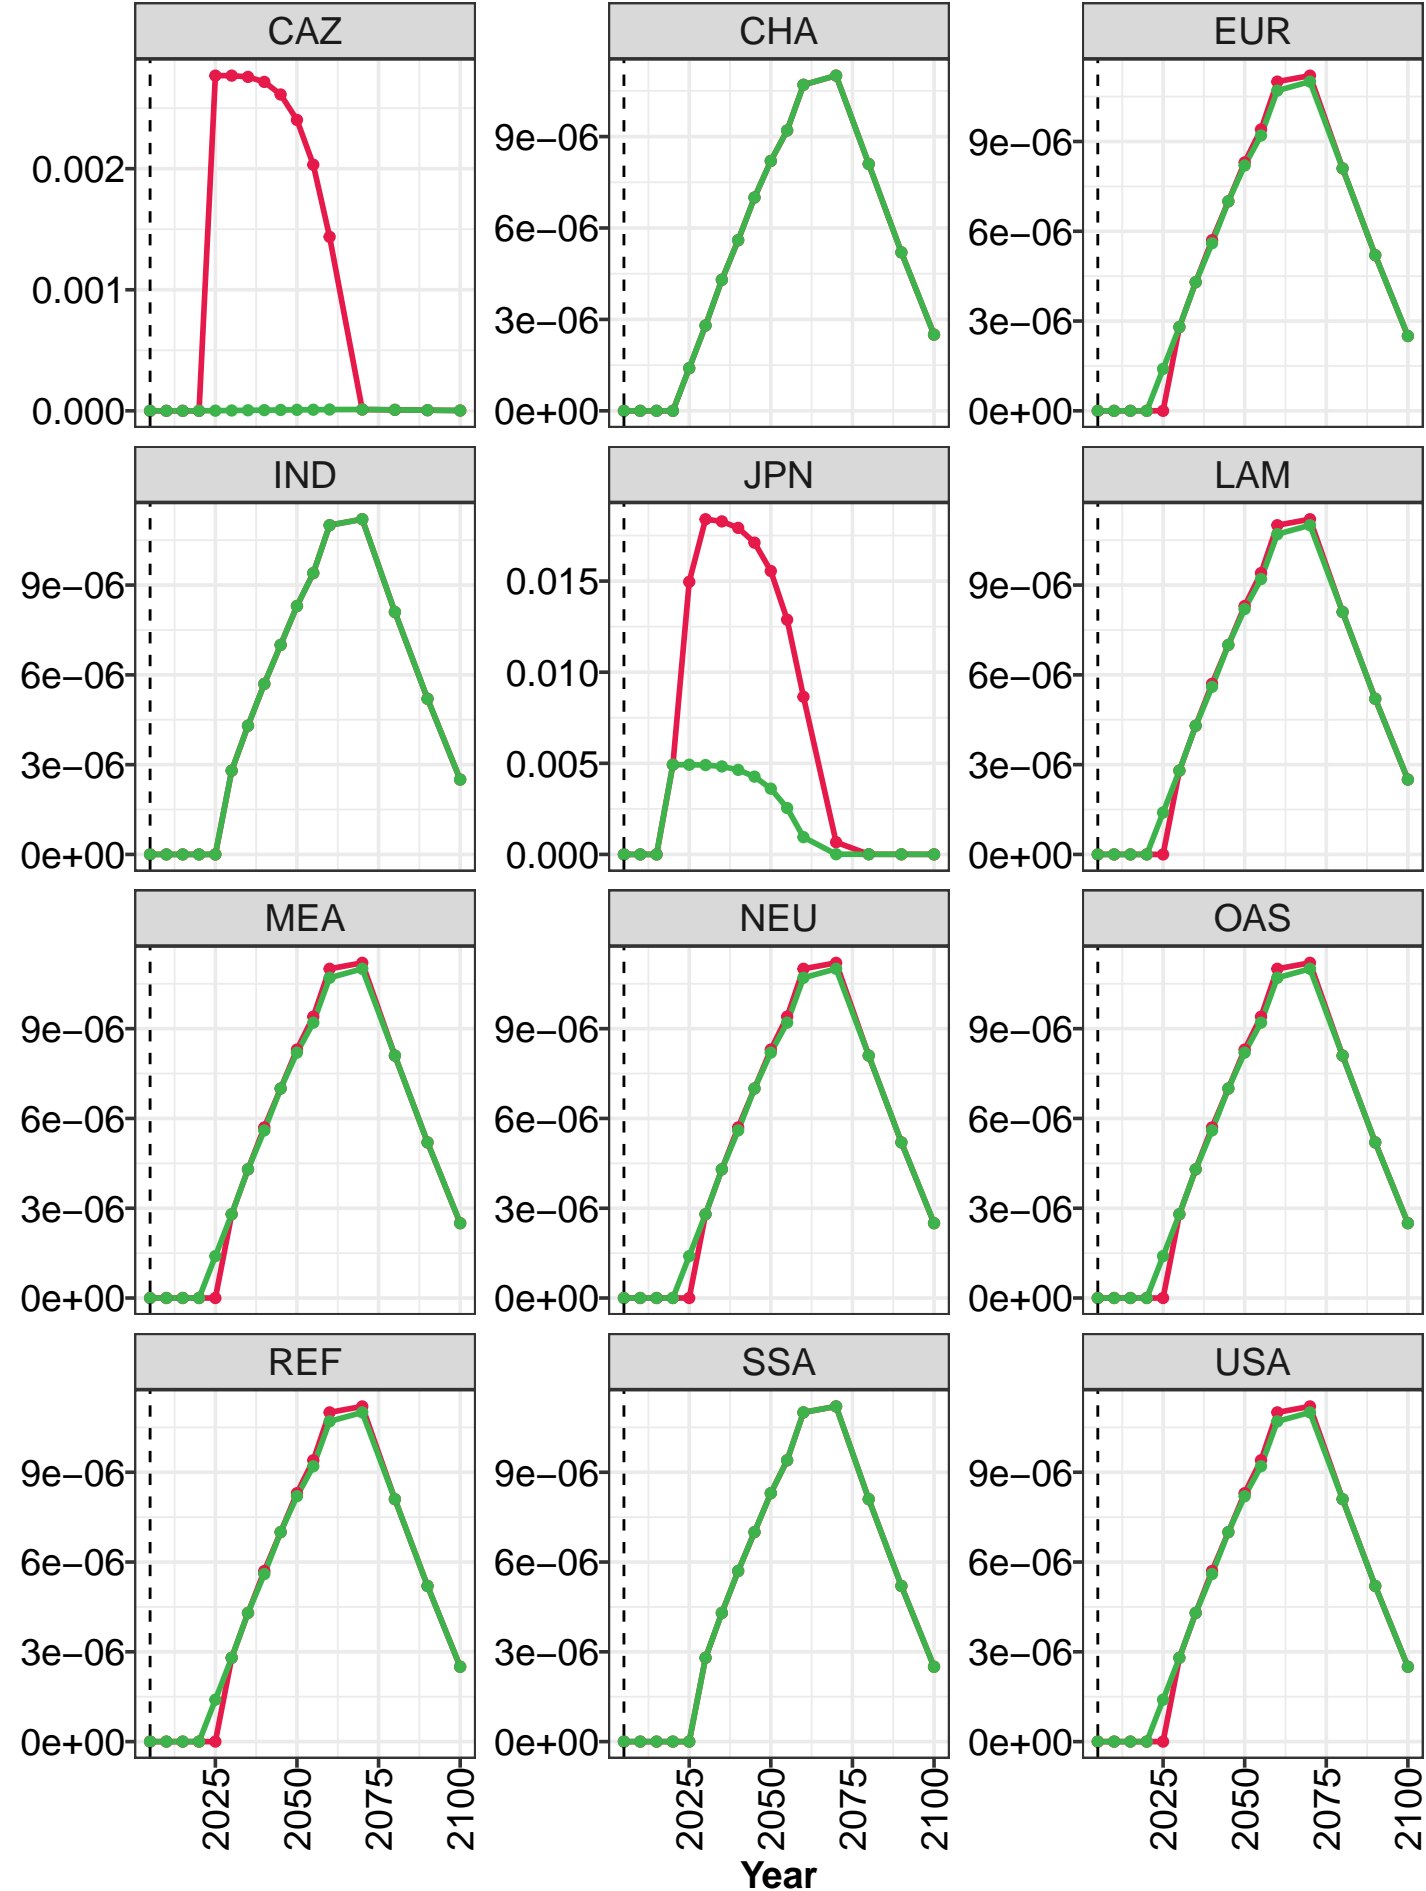 CAZ CHA EUR
0.002 9e−06 9e−06
6e−06 6e−06
0.001 3e−06 3e−06
0.000 0e+00 0e+00
IND JPN LAM
9e−06 0.015 9e−06
6e−06 0.010 6e−06
3e−06 0.005 3e−06
0e+00 0.000 0e+00
MEA NEU OAS
9e−06 9e−06 9e−06
6e−06 6e−06 6e−06
3e−06 3e−06 3e−06
0e+00 0e+00 0e+00
REF SSA USA
9e−06 9e−06 9e−06
6e−06 6e−06 6e−06
3e−06 3e−06 3e−06
0e+00 0e+00 0e+00
2025 2050 2075 2100 2025 2050 2075 2100 2025 2050 2075 2100
Year